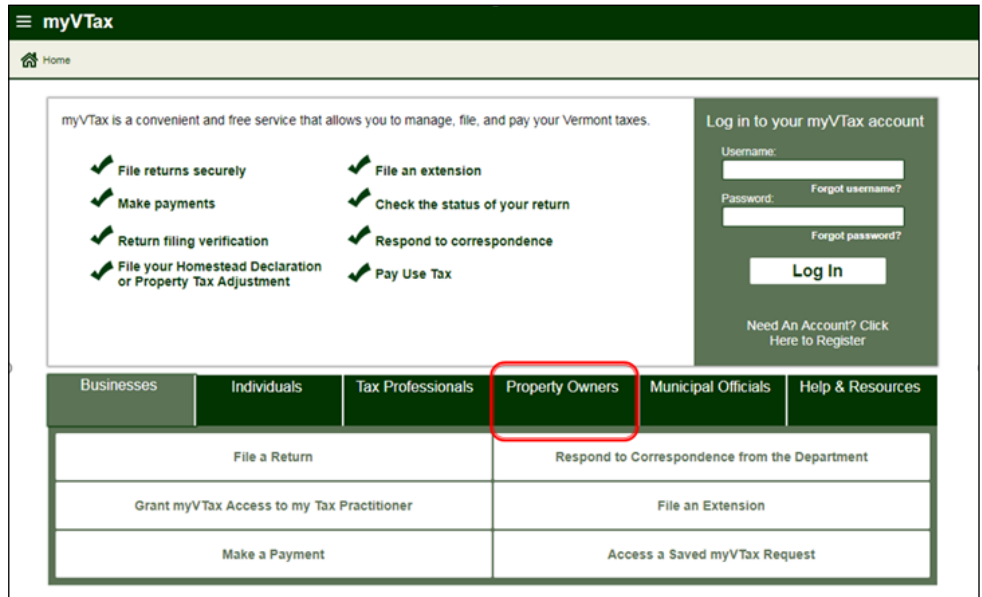 myVTax
Home
myVTax is a convenient and free service that allows you to manage, file, and pay your Vermont taxes.
File returns securely
Make payments
Return filing verification
File your Homestead Declaration
or Property Tax Adjustment
File an extension
Check the status of your return
Respond to correspondence
Pay Use Tax
Log in to your myVTax account
Username:
Forgot username?
Password:
Forgot password?
Log In
Need An Account? Click
Here to Register
Businesses
Individuals
Tax Professionals
Property Owners
Municipal Officials
Help & Resources
File a Return
Respond to Correspondence from the Department
Grant myVTax Access to my Tax Practitioner
File an Extension
Make a Payment
Access a Saved myVTax Request